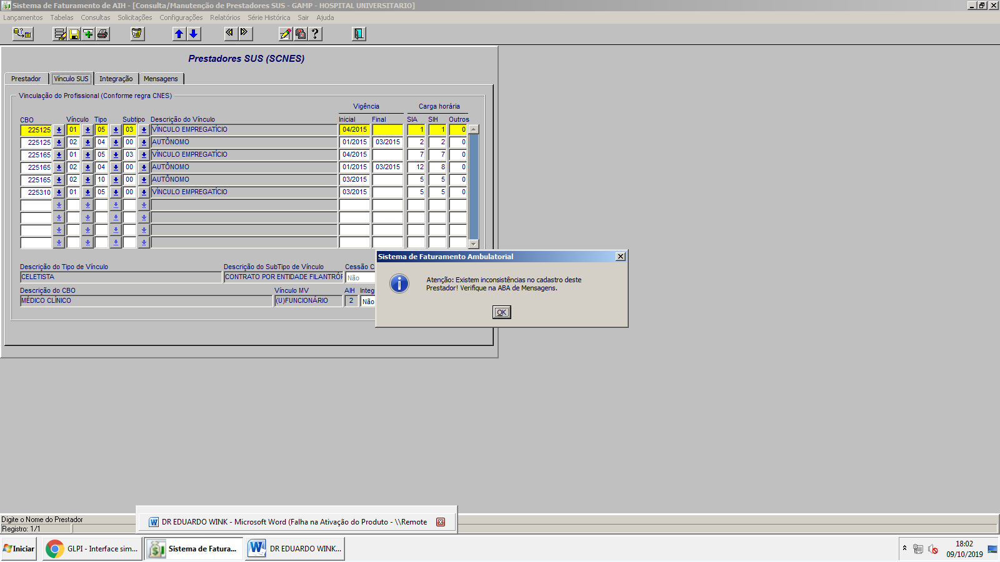 Sistema de Faturamento de AIH - [Consulta/Manutenção de Prestadores SUS - GAMP - HOSPITAL UNIVERSITARIO]
Lançamentos Tabelas Consultas Solicitações Configurações Relatórios Série Histórica Sair Ajuda
Prestadores SUS (SCNES)
Prestador Vínculo SUS Integração Mensagens
Vinculação do Profissional (Conforme regra CNES)
Vigência Carga horária
CBO Vínculo Tipo Subtipo Descrição do Vínculo Inicial Final SIA SIH Outros
225125 01 05 03 VÍNCULO EMPREGATÍCIO 04/2015 1 1 0
225125 02 04 00 AUTÔNOMO 01/2015 03/2015 2 2 0
225165 01 05 03 VÍNCULO EMPREGATÍCIO 04/2015 7 7 0
225165 02 04 00 AUTÔNOMO 01/2015 03/2015 12 8 0
225165 02 10 00 AUTÔNOMO 03/2015 5 5 0
225310 01 05 00 VÍNCULO EMPREGATÍCIO 03/2015 5 5 0
Descrição do Tipo de Vínculo Descrição do SubTipo de Vínculo Cessão C
CELETISTA CONTRATO POR ENTIDADE FILANTRÓF Não
Descrição do CBO Vínculo MV AIH Integ
MÉDICO CLÍNICO (U)FUNCIONÁRIO 2 Não
Sistema de Faturamento Ambulatorial
Atenção: Existem inconsistências no cadastro deste
Prestador! Verifique na ABA de Mensagens.
OK
Digite o Nome do Prestador
Registro: 1/1
DR EDUARDO WINK - Microsoft Word (Falha na Ativação do Produto - \\Remote
Iniciar GLPI - Interface sim... Sistema de Fatura... DR EDUARDO WINK...
18:02
09/10/2019